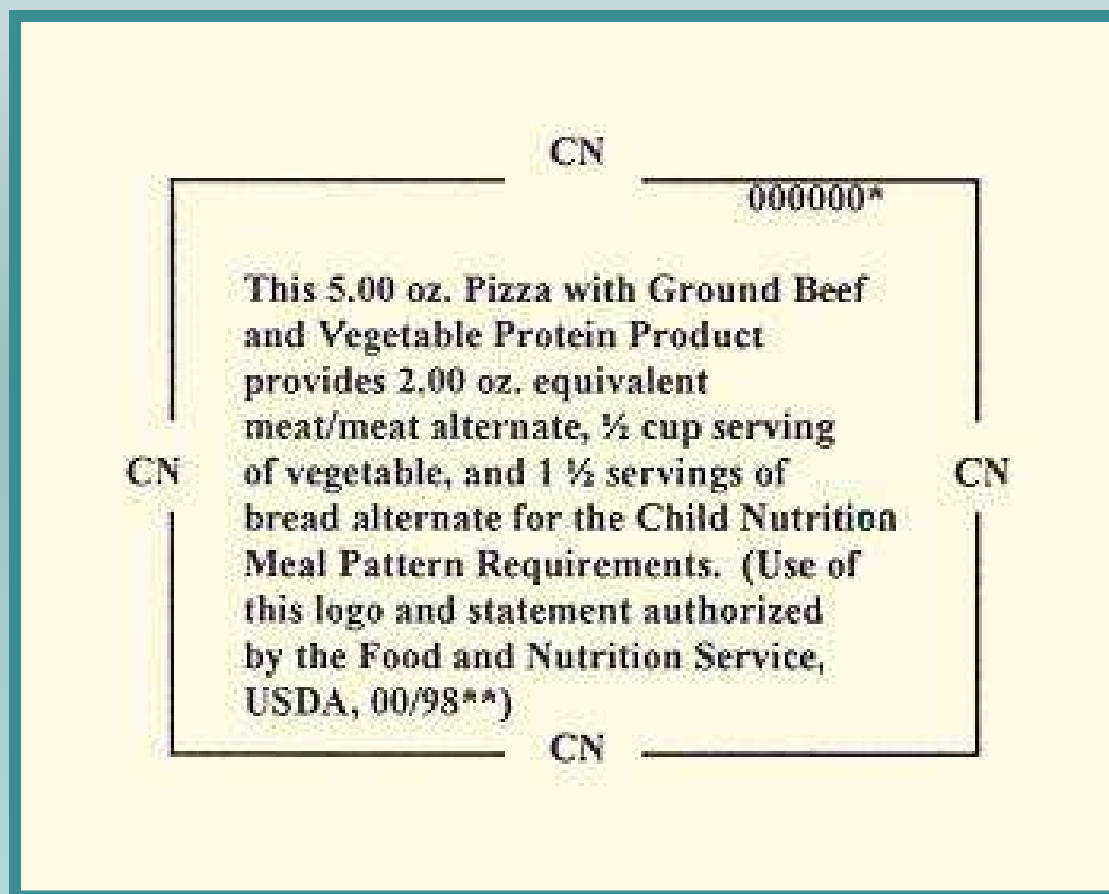 CN
000000*
This 5.00 oz. Pizza with Ground Beef
and Vegetable Protein Product
provides 2.00 oz. equivalent
meat/meat alternate, ½ cup serving
CN
of vegetable, and 1 ½ servings of
CN
bread alternate for the Child Nutrition
Meal Pattern Requirements. (Use of
this logo and statement authorized
by the Food and Nutrition Service,
USDA, 00/98**)
CN